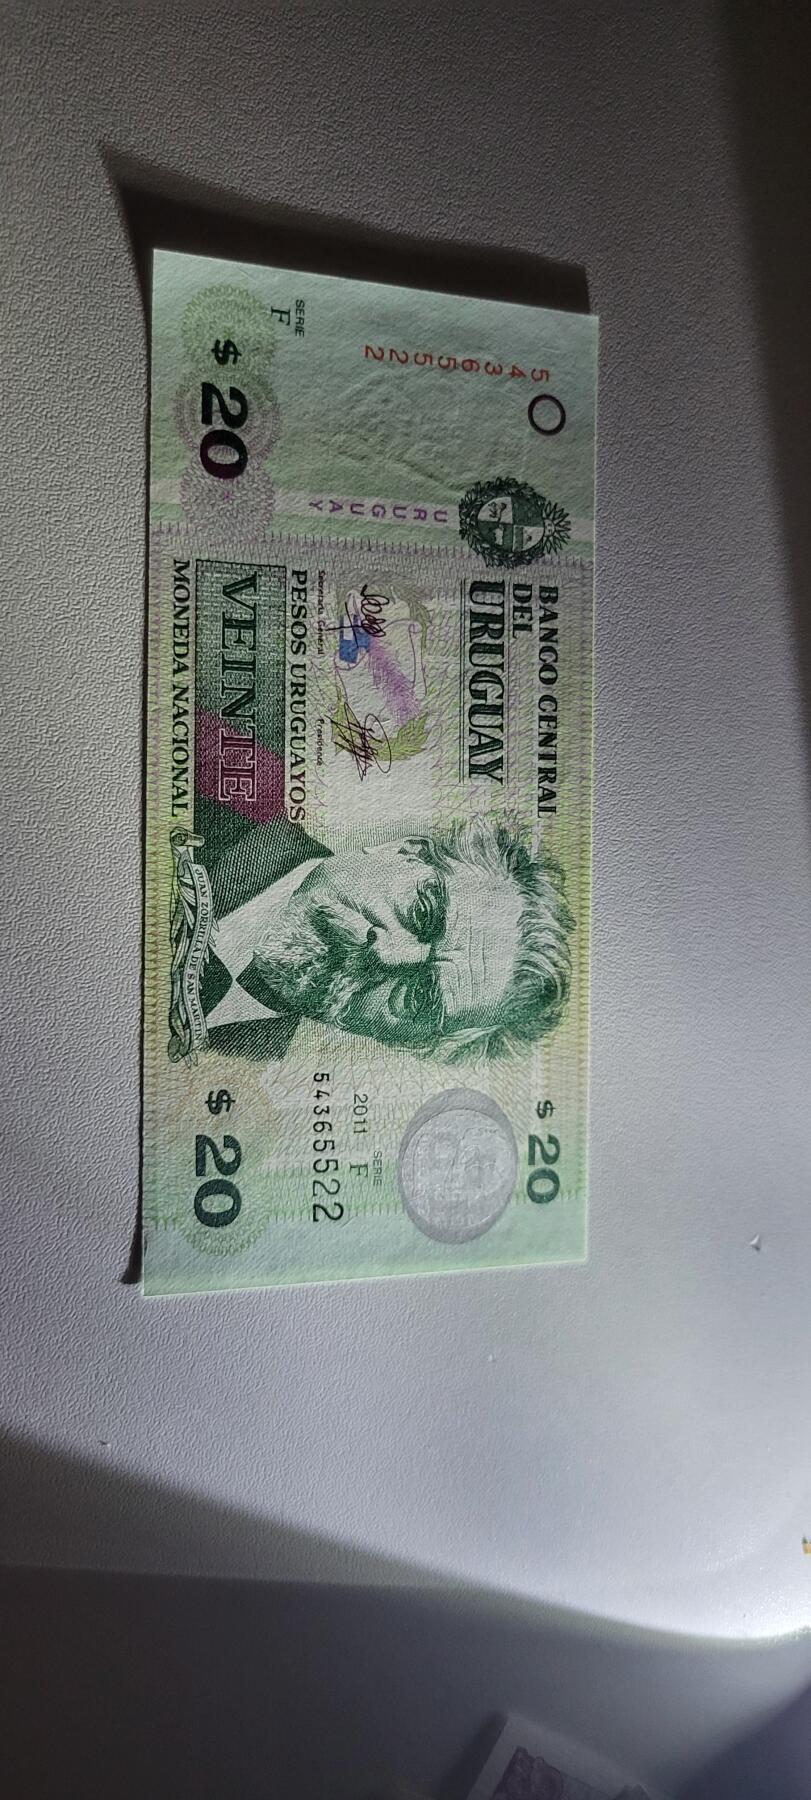 SERIE
F
54365522
$ 20
URUGUAY
BANCO CENTRAL
DEL
URUGUAY
Secretario General
Presidente
PESOS URUGUAYOS
VEINTE
MONEDA NACIONAL
JUAN ZORRILLA DE SAN MARTIN
$ 20
SERIE
2011 F
54365522
$ 20